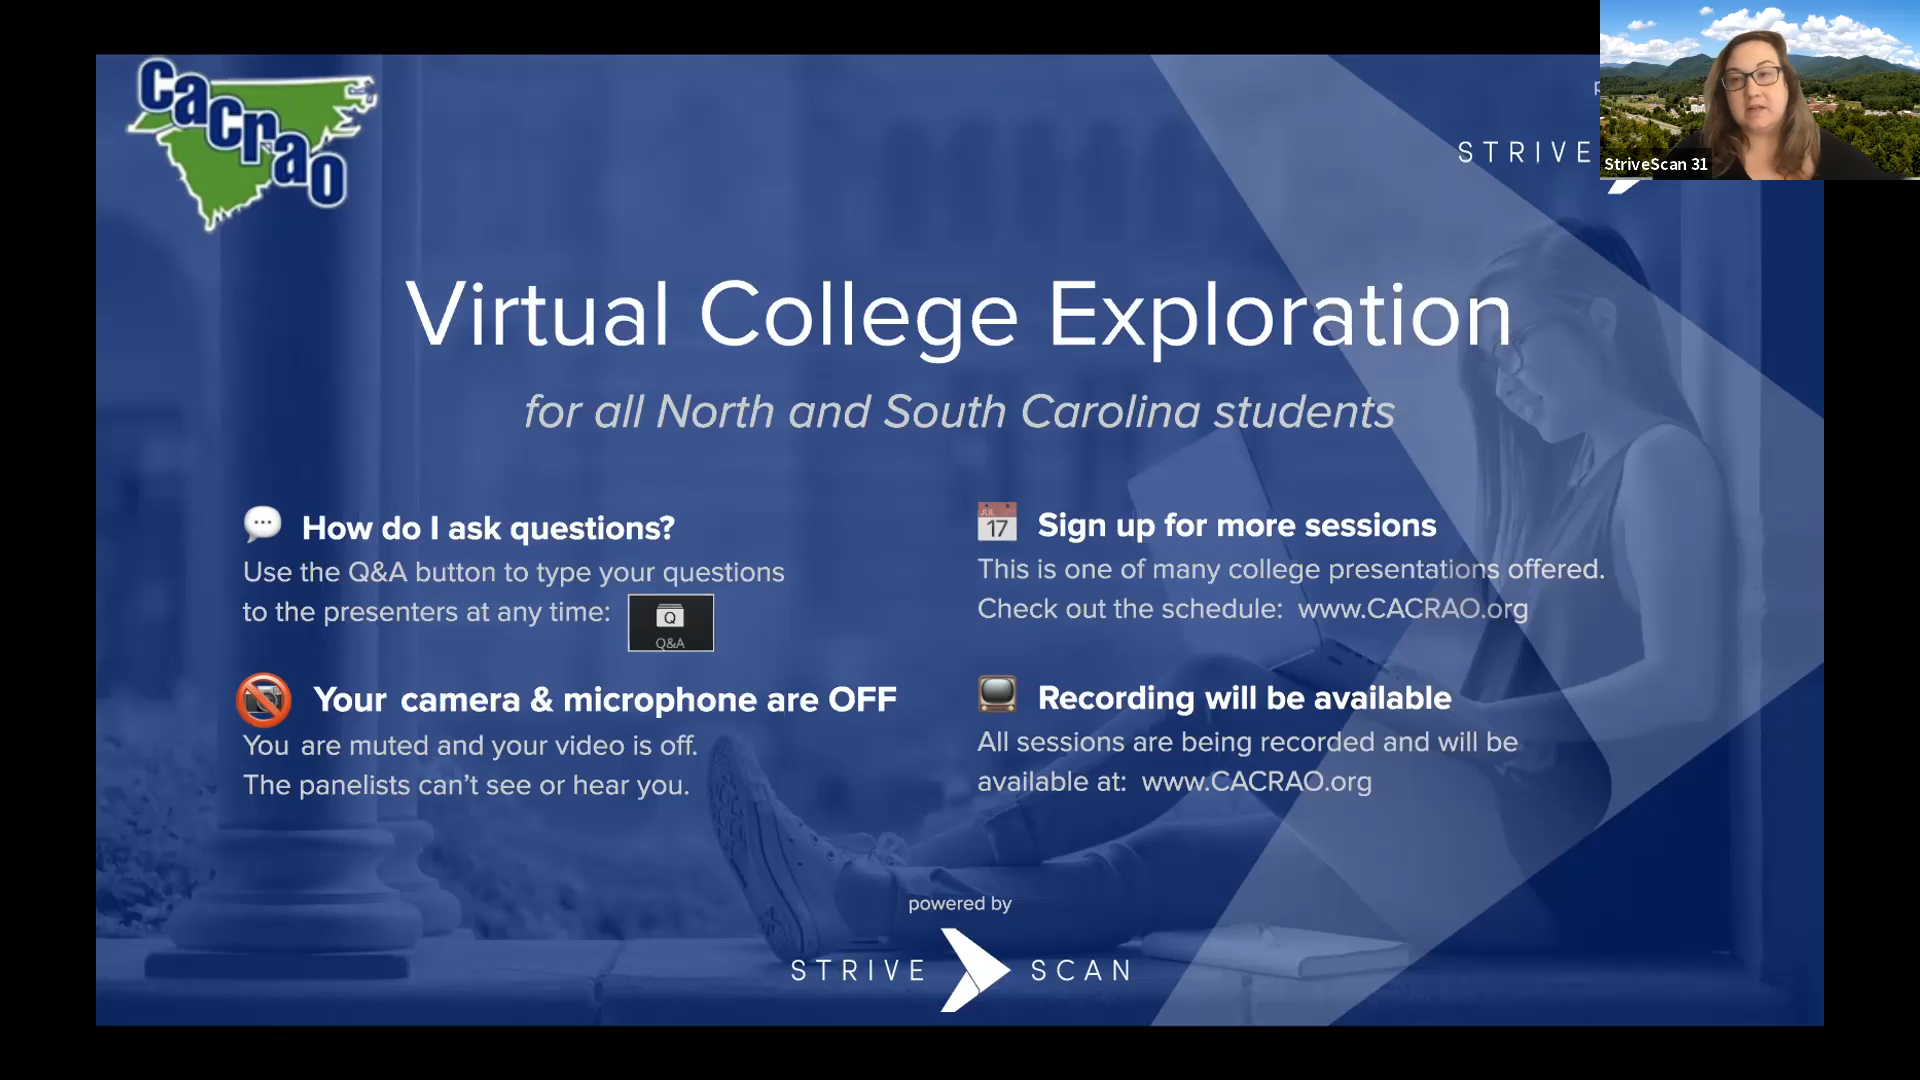 cacrao
STRIVE
StriveScan 31
Virtual College Exploration
for all North and South Carolina students
How do I ask questions?
Use the Q&A button to type your questions
to the presenters at any time:
Q
Q&A
Your camera & microphone are OFF
You are muted and your video is off.
The panelists can’t see or hear you.
JUL
17
Sign up for more sessions
This is one of many college presentations offered.
Check out the schedule: www.CACRAO.org
Recording will be available
All sessions are being recorded and will be
available at: www.CACRAO.org
powered by
STRIVE SCAN